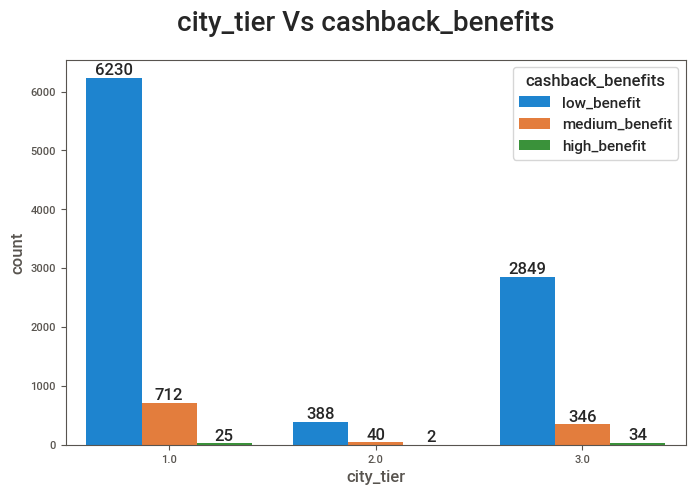 city_tier Vs cashback_benefits
cashback_benefits
low_benefit
medium_benefit
high_benefit
count
6000
5000
4000
3000
2000
1000
0
6230
712
25
388
40
2
2849
346
34
1.0
2.0
3.0
city_tier